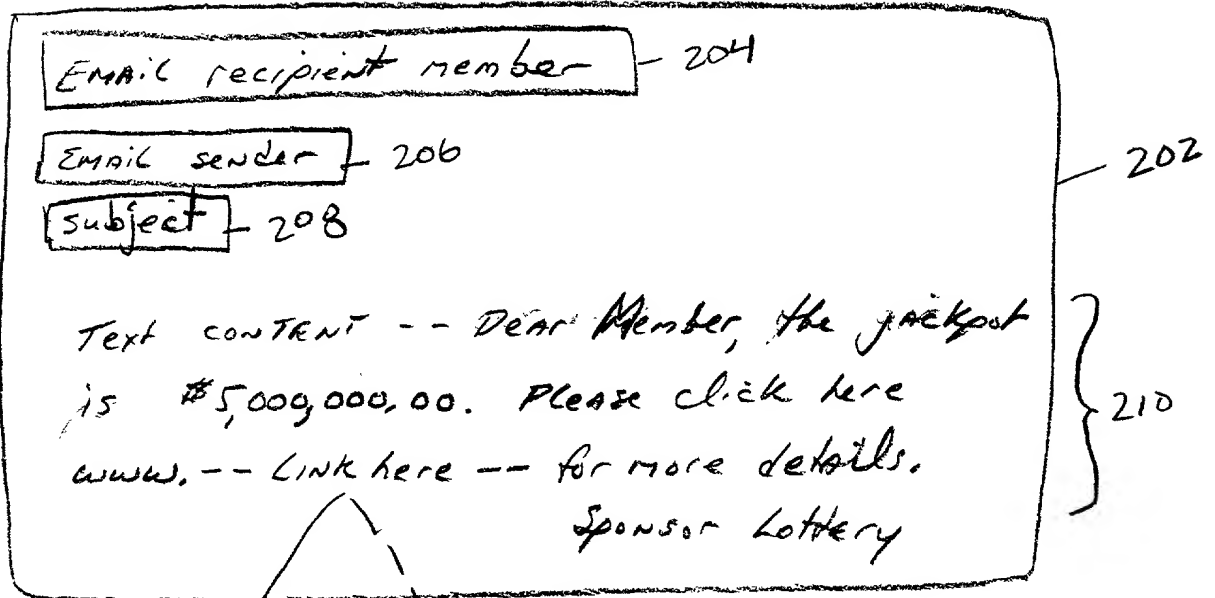 EMAIL recipient member 204
EMAIL sender 206
202
subject 208
Text CONTENT -- Dear Member, the jackpot
is $5,000,000.00. Please click here
210
www. -- Link here -- for more details.
Sponsor Lottery